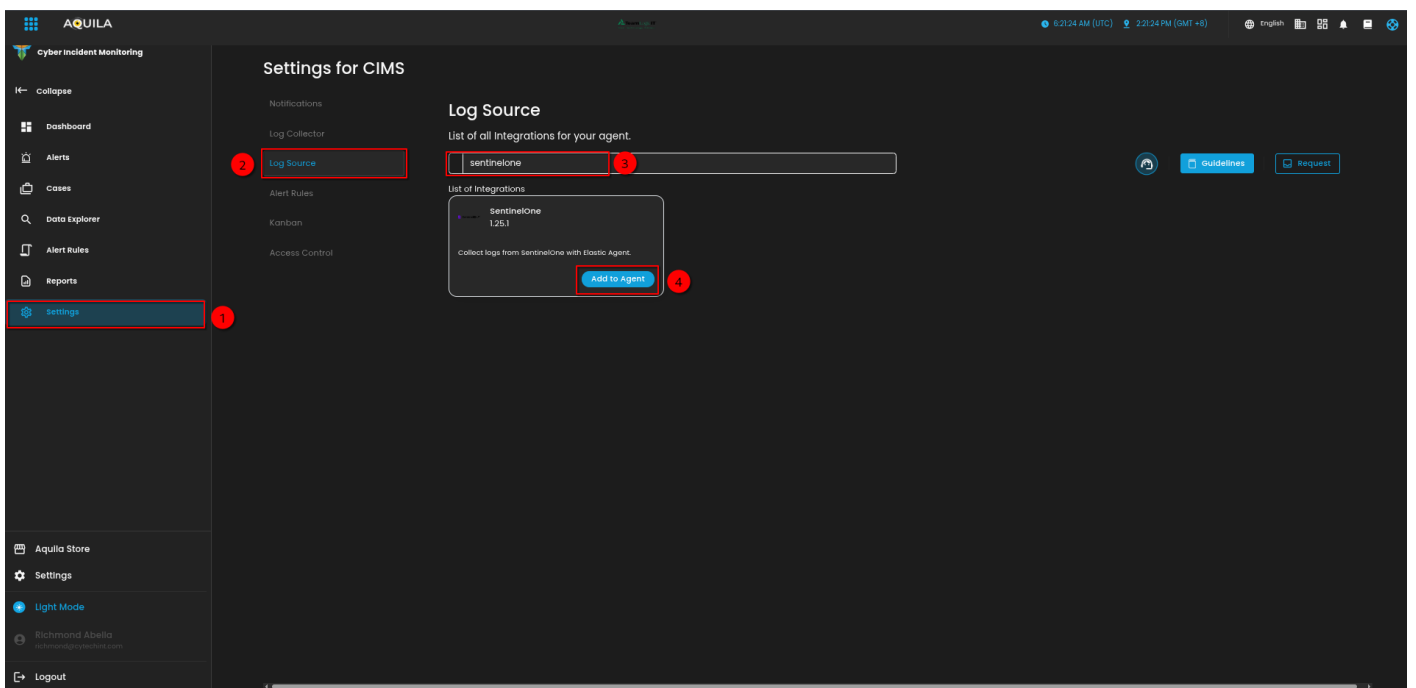 AQUILA
6:21:24 AM (UTC)
2:21:24 PM (GMT +8)
English
Cyber Incident Monitoring
Collapse
Dashboard
Alerts
Cases
Data Explorer
Alert Rules
Reports
Settings
1
Aquila Store
Settings
Light Mode
Richmond Abella
Logout
Settings for CIMS
Notifications
Log Collector
2
Log Source
Alert Rules
Kanban
Access Control
Log Source
List of all Integrations for your agent.
sentinelone
3
Guidelines
Request
List of Integrations
SentinelOne
1.25.1
Collect logs from SentinelOne with Elastic Agent.
Add to Agent
4